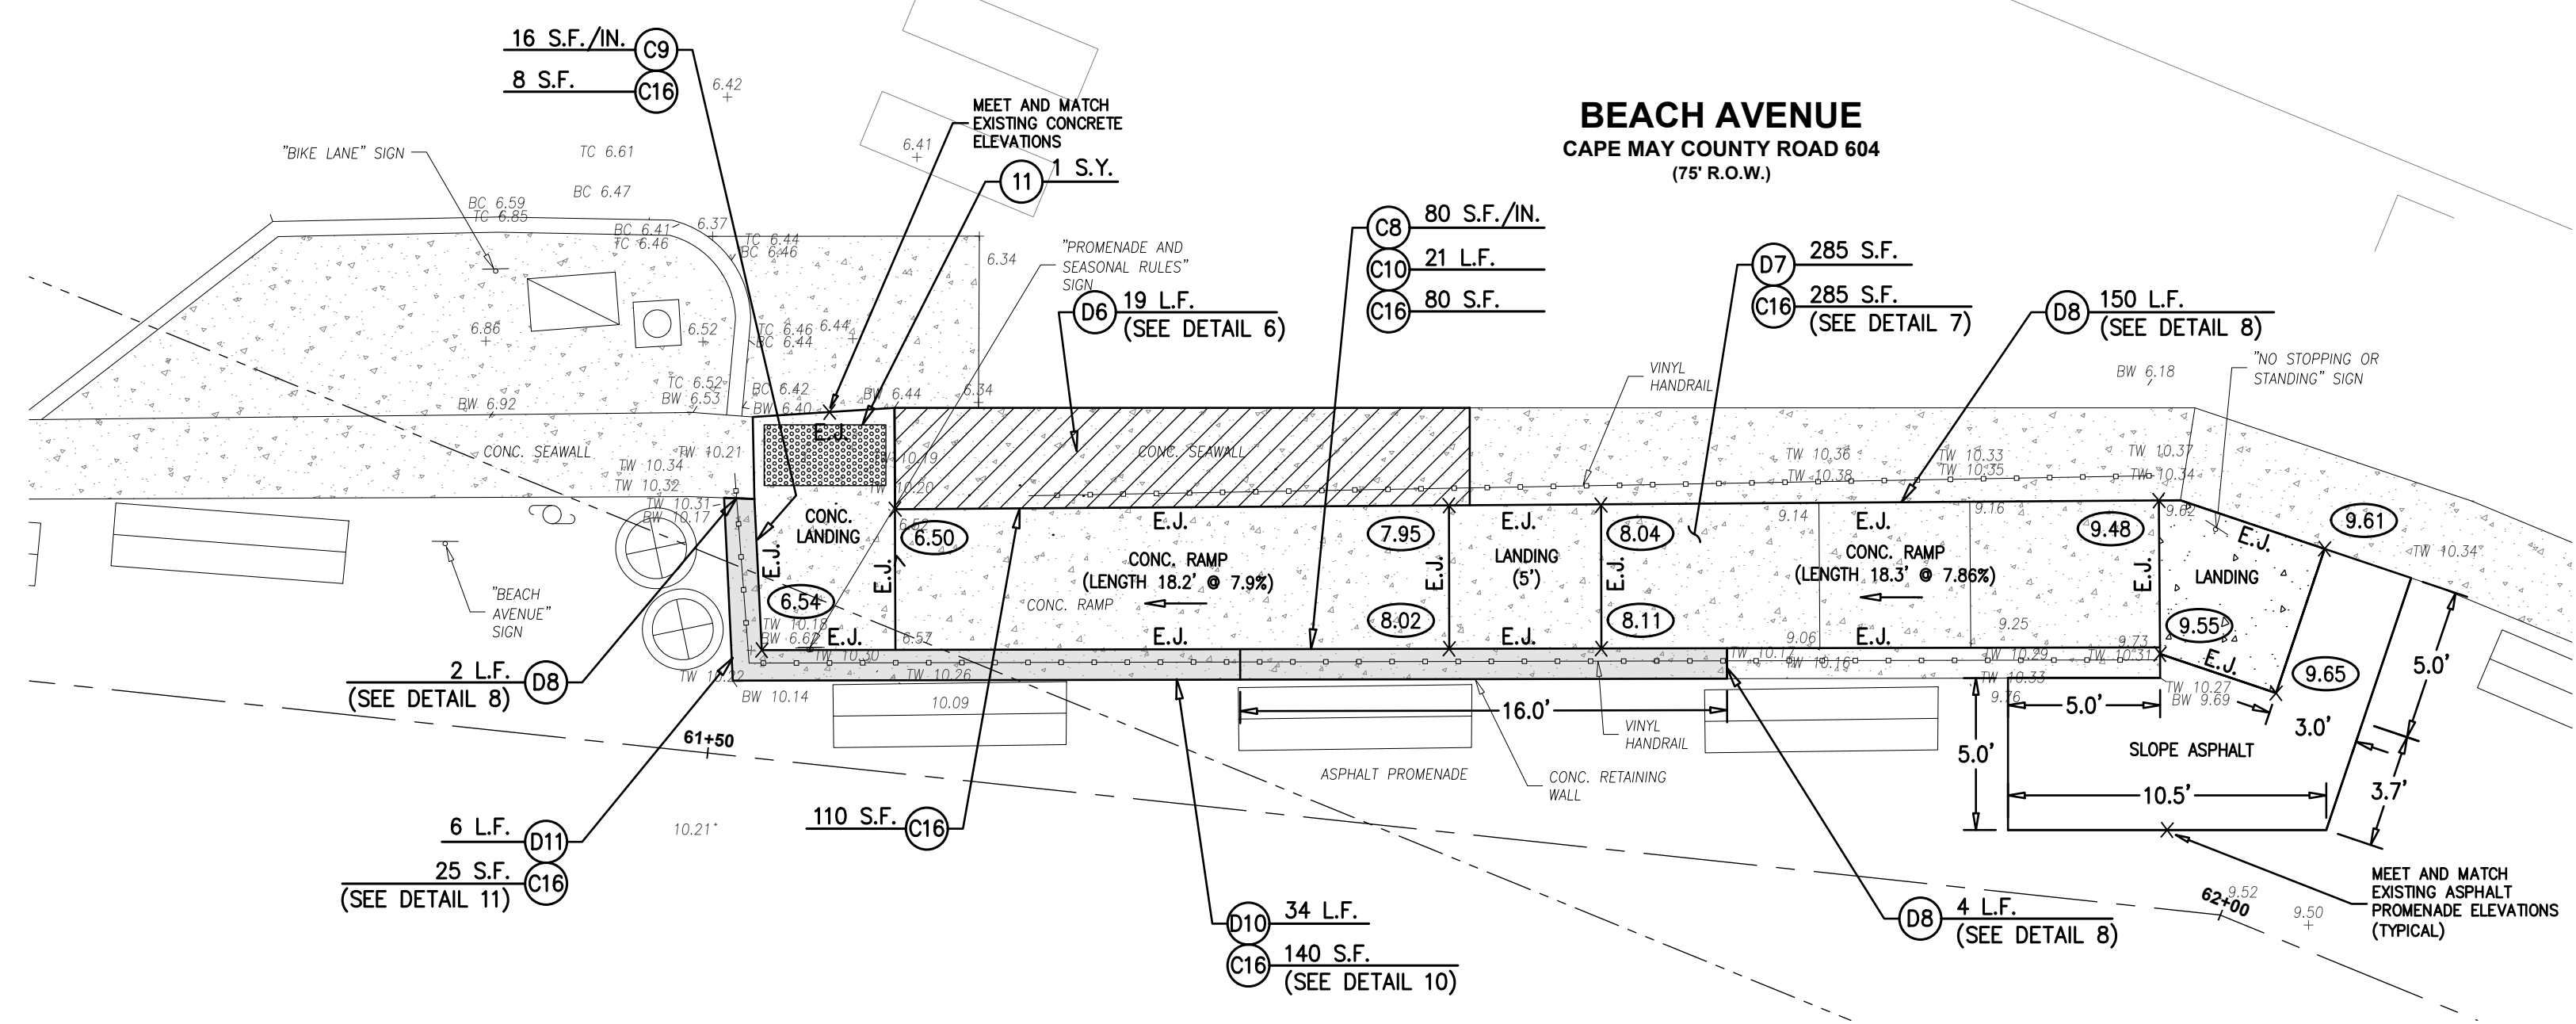 16 S.F./IN. C9
8 S.F. C16
6.42
MEET AND MATCH
EXISTING CONCRETE
ELEVATIONS
11 1 S.Y.
6.41
BEACH AVENUE
CAPE MAY COUNTY ROAD 604
(75' R.O.W.)
"BIKE LANE" SIGN
TC 6.61
BC 6.47
BC 6.59
TC 6.85
BC 6.41
TC 6.46
6.37
TC 6.44
BC 6.46
6.34
"PROMENADE AND
SEASONAL RULES"
SIGN
D6 19 L.F.
(SEE DETAIL 6)
C8 80 S.F./IN.
C10 21 L.F.
C16 80 S.F.
D7 285 S.F.
C16 285 S.F.
(SEE DETAIL 7)
D8 150 L.F.
(SEE DETAIL 8)
6.86
6.52
TC 6.46
BC 6.44
6.44
VINYL
HANDRAIL
BW 6.18
"NO STOPPING OR
STANDING" SIGN
TC 6.52
BW 6.53
BW 6.92
BC 6.42
BW 6.40
BW 6.44
6.34
E.J.
CONC. SEAWALL
TW 10.21
TW 10.34
TW 10.32
TW 10.31
BW 10.17
TW 10.19
TW 10.20
CONC. SEAWALL
TW 10.36
TW 10.38
TW 10.33
TW 10.35
TW 10.37
TW 10.34
CONC.
LANDING
6.52
6.50
E.J.
7.95
E.J.
LANDING
(5')
8.04
9.14
E.J.
9.16
9.48
9.62
E.J.
9.61
TW 10.34
E.J.
E.J.
CONC. RAMP
(LENGTH 18.2' @ 7.9%)
CONC. RAMP
E.J.
E.J.
CONC. RAMP
(LENGTH 18.3' @ 7.86%)
E.J.
LANDING
6.54
TW 10.18
BW 6.62
E.J.
6.57
E.J.
8.02
E.J.
8.11
9.06
E.J.
9.25
9.73
9.55
E.J.
"BEACH
AVENUE"
SIGN
TW 10.30
TW 10.26
TW 10.22
BW 10.14
10.09
TW 10.17
TW 10.16
TW 10.29
TW 10.31
TW 10.33
9.76
TW 10.27
BW 9.69
9.65
5.0'
2 L.F. D8
(SEE DETAIL 8)
16.0'
5.0'
3.0'
61+50
VINYL
HANDRAIL
5.0'
SLOPE ASPHALT
ASPHALT PROMENADE
CONC. RETAINING
WALL
10.5'
3.7'
110 S.F. C16
10.21
6 L.F. D11
25 S.F. C16
(SEE DETAIL 11)
D10 34 L.F.
C16 140 S.F.
(SEE DETAIL 10)
D8 4 L.F.
(SEE DETAIL 8)
62+00
9.52
9.50
MEET AND MATCH
EXISTING ASPHALT
PROMENADE ELEVATIONS
(TYPICAL)